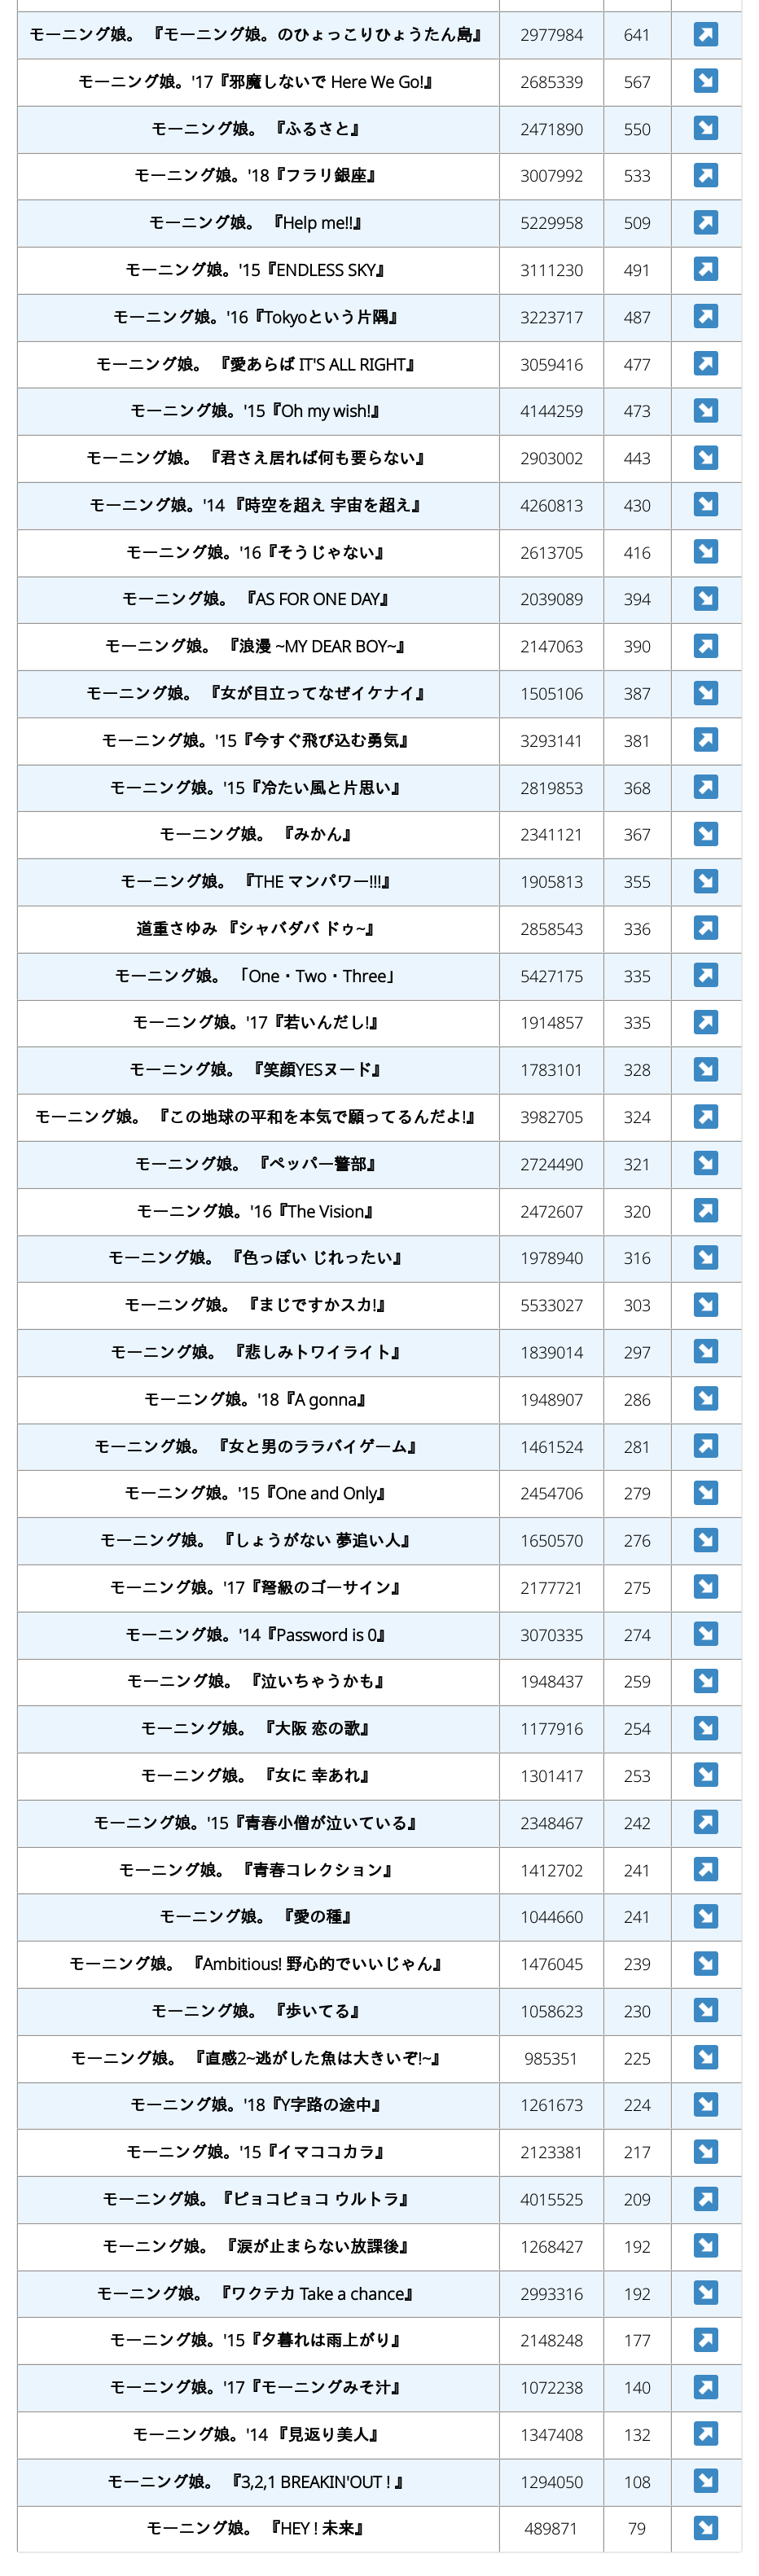 モーニング娘。 『モーニング娘。のひょっこりひょうたん島』 2977984 641 ↗
モーニング娘。'17『邪魔しないで Here We Go!』 2685339 567 ↘
モーニング娘。 『ふるさと』 2471890 550 ↘
モーニング娘。'18『フラリ銀座』 3007992 533 ↗
モーニング娘。 『Help me!!』 5229958 509 ↗
モーニング娘。'15『ENDLESS SKY』 3111230 491 ↗
モーニング娘。'16『Tokyoという片隅』 3223717 487 ↗
モーニング娘。 『愛あらば IT'S ALL RIGHT』 3059416 477 ↗
モーニング娘。'15『Oh my wish!』 4144259 473 ↘
モーニング娘。 『君さえ居れば何も要らない』 2903002 443 ↘
モーニング娘。'14 『時空を超え 宇宙を超え』 4260813 430 ↘
モーニング娘。'16『そうじゃない』 2613705 416 ↘
モーニング娘。 『AS FOR ONE DAY』 2039089 394 ↘
モーニング娘。 『浪漫 ~MY DEAR BOY~』 2147063 390 ↗
モーニング娘。 『女が目立ってなぜイケナイ』 1505106 387 ↘
モーニング娘。'15『今すぐ飛び込む勇気』 3293141 381 ↗
モーニング娘。'15『冷たい風と片思い』 2819853 368 ↗
モーニング娘。 『みかん』 2341121 367 ↘
モーニング娘。 『THE マンパワー!!!』 1905813 355 ↘
道重さゆみ 『シャバダバ ドゥ~』 2858543 336 ↗
モーニング娘。 「One・Two・Three」 5427175 335 ↗
モーニング娘。'17『若いんだし!』 1914857 335 ↗
モーニング娘。 『笑顔YESヌード』 1783101 328 ↘
モーニング娘。 『この地球の平和を本気で願ってるんだよ!』 3982705 324 ↗
モーニング娘。 『ペッパー警部』 2724490 321 ↘
モーニング娘。'16『The Vision』 2472607 320 ↗
モーニング娘。 『色っぽい じれったい』 1978940 316 ↘
モーニング娘。 『まじですかスカ!』 5533027 303 ↘
モーニング娘。 『悲しみトワイライト』 1839014 297 ↘
モーニング娘。'18『A gonna』 1948907 286 ↘
モーニング娘。 『女と男のララバイゲーム』 1461524 281 ↗
モーニング娘。'15『One and Only』 2454706 279 ↘
モーニング娘。 『しょうがない 夢追い人』 1650570 276 ↘
モーニング娘。'17『弩級のゴーサイン』 2177721 275 ↘
モーニング娘。'14『Password is 0』 3070335 274 ↘
モーニング娘。 『泣いちゃうかも』 1948437 259 ↘
モーニング娘。 『大阪 恋の歌』 1177916 254 ↘
モーニング娘。 『女に 幸あれ』 1301417 253 ↘
モーニング娘。'15『青春小僧が泣いている』 2348467 242 ↗
モーニング娘。 『青春コレクション』 1412702 241 ↗
モーニング娘。 『愛の種』 1044660 241 ↘
モーニング娘。 『Ambitious! 野心的でいいじゃん』 1476045 239 ↘
モーニング娘。 『歩いてる』 1058623 230 ↘
モーニング娘。 『直感2~逃がした魚は大きいぞ!~』 985351 225 ↘
モーニング娘。'18『Y字路の途中』 1261673 224 ↘
モーニング娘。'15『イマココカラ』 2123381 217 ↘
モーニング娘。『ピョコピョコ ウルトラ』 4015525 209 ↗
モーニング娘。 『涙が止まらない放課後』 1268427 192 ↘
モーニング娘。 『ワクテカ Take a chance』 2993316 192 ↘
モーニング娘。'15『夕暮れは雨上がり』 2148248 177 ↗
モーニング娘。'17『モーニングみそ汁』 1072238 140 ↗
モーニング娘。'14 『見返り美人』 1347408 132 ↗
モーニング娘。 『3,2,1 BREAKIN'OUT ! 』 1294050 108 ↘
モーニング娘。 『HEY ! 未来』 489871 79 ↘